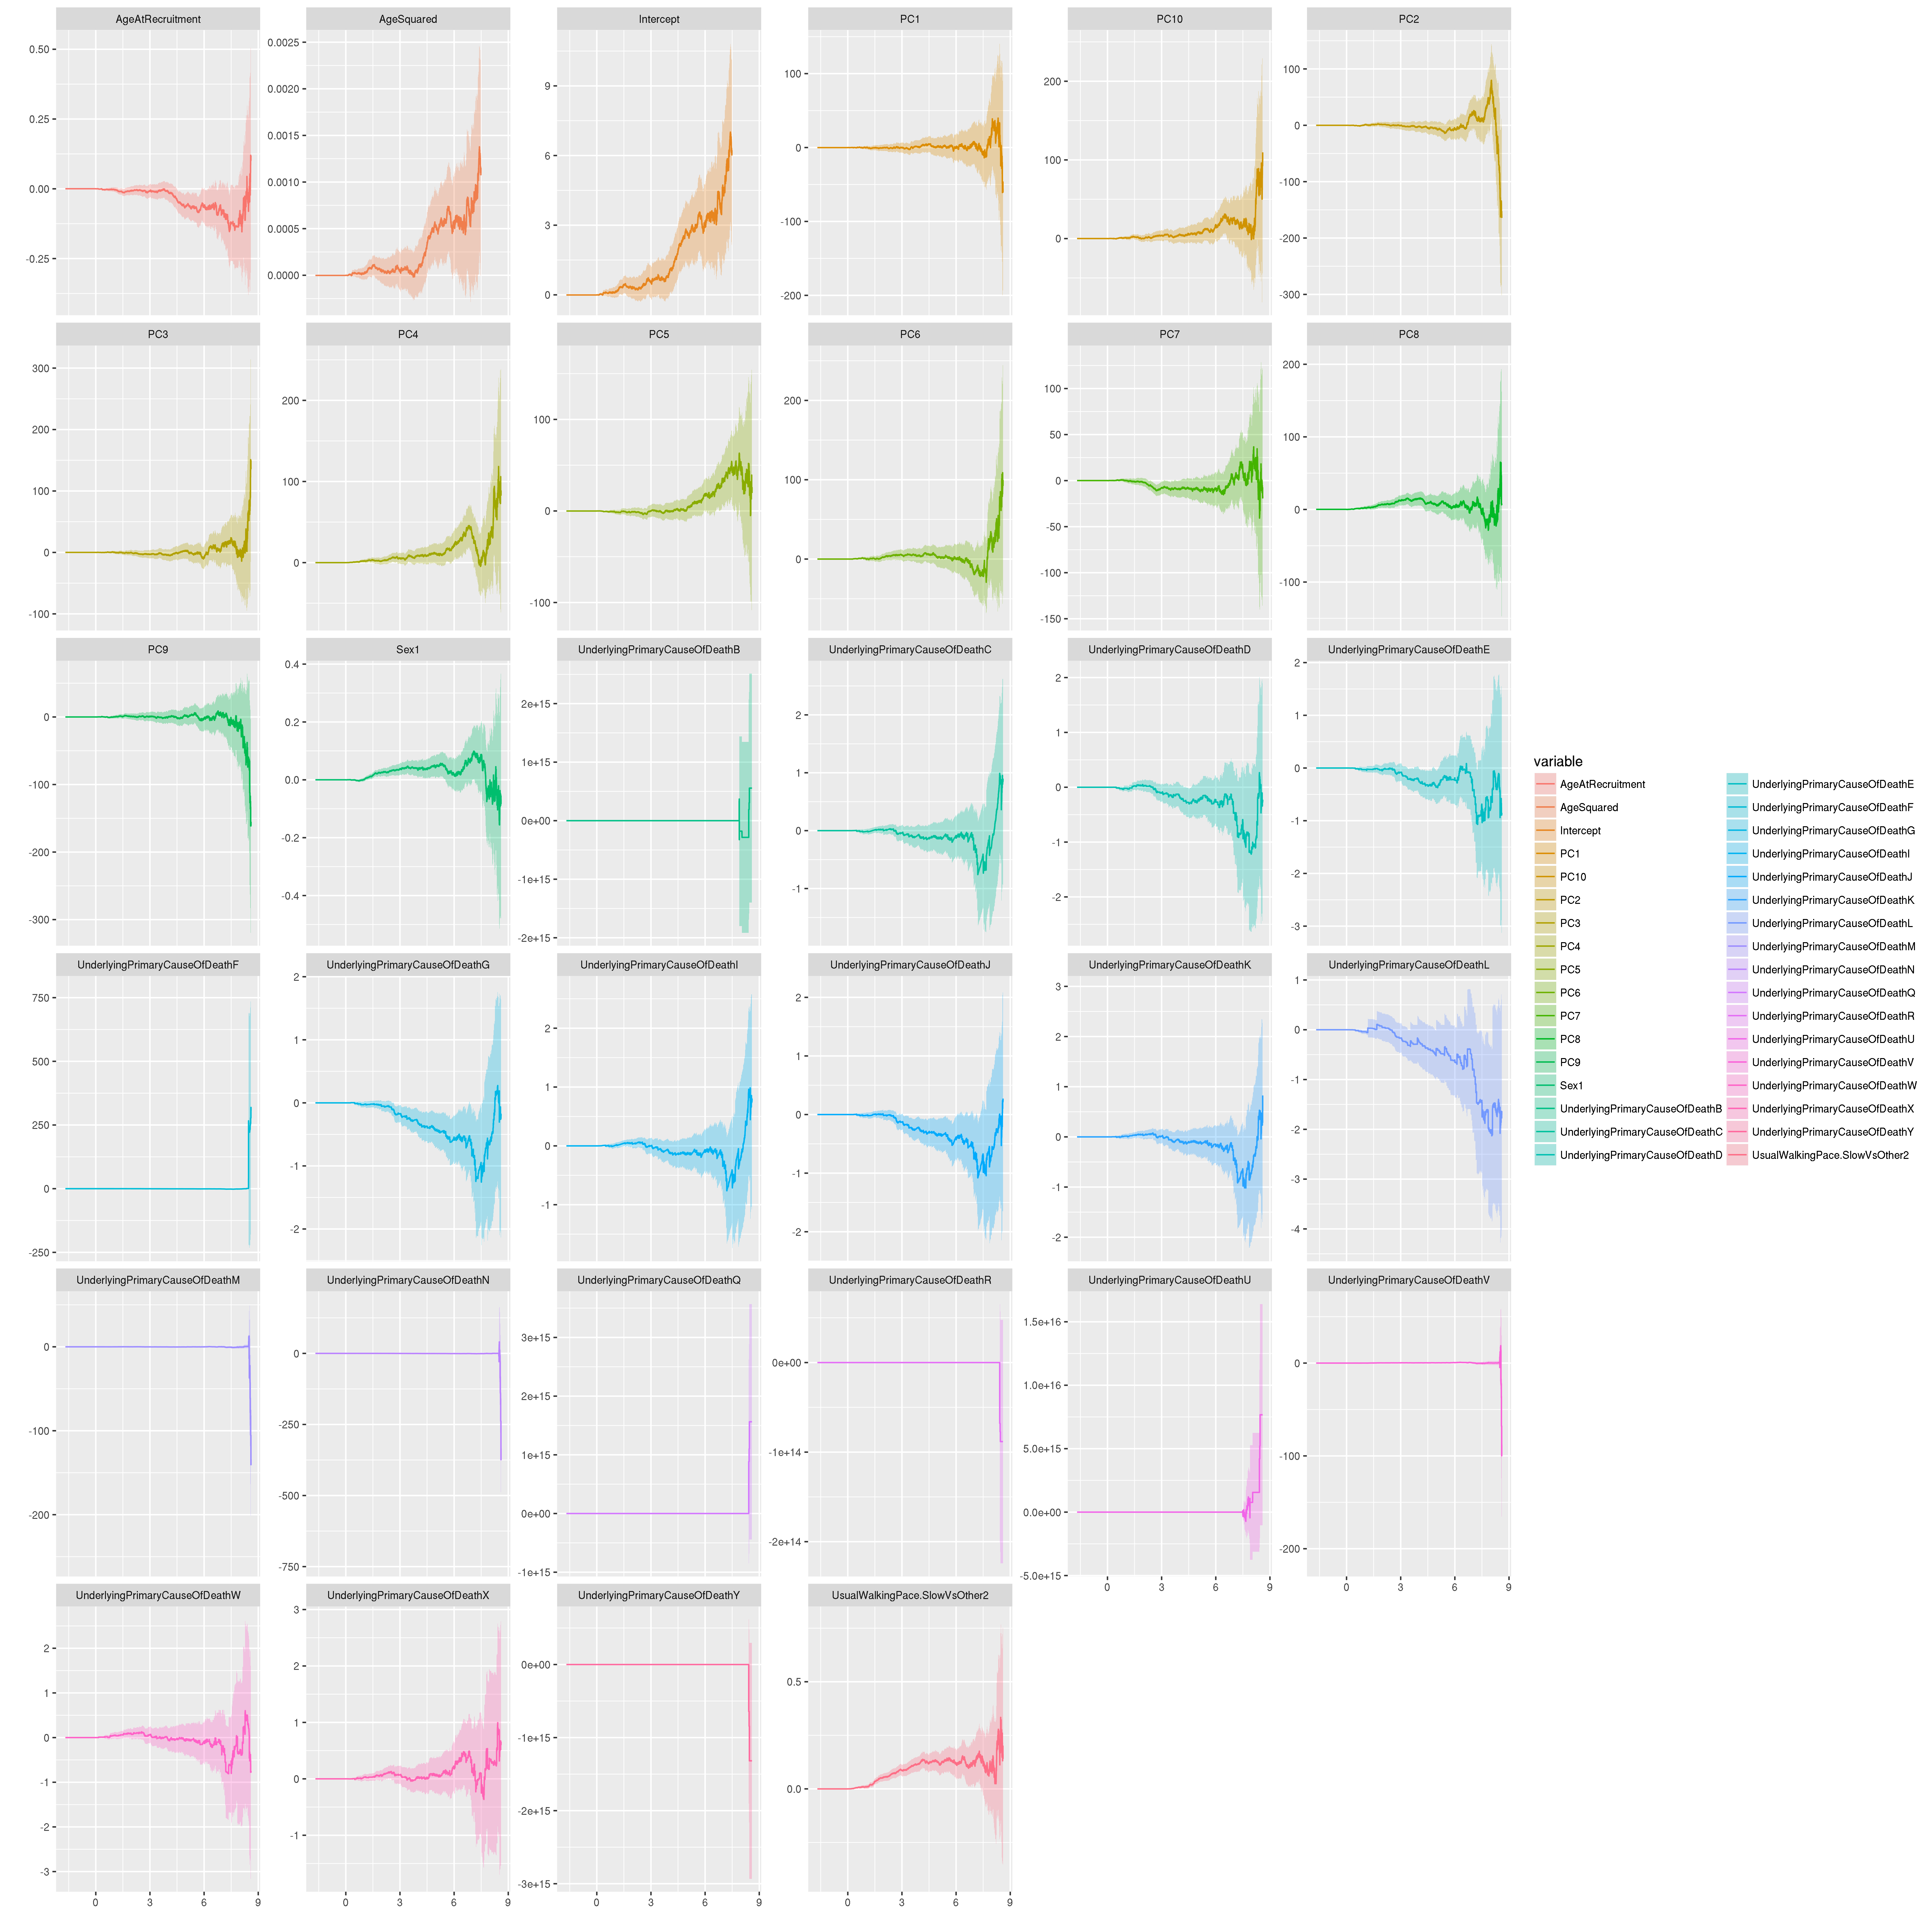 AgeAtRecruitment AgeSquared Intercept PC1 PC10 PC2
0.50 0.25 0.00 -0.25
0.0025 0.0020 0.0015 0.0010 0.0005 0.0000
9 6 3 0
100 0 -100 -200
200 100 0
100 0 -100 -200 -300
PC3 PC4 PC5 PC6 PC7 PC8
300 200 100 0 -100
200 100 0
100 0 -100
200 100 0
100 50 0 -50 -100 -150
200 100 0 -100
PC9 Sex1 UnderlyingPrimaryCauseOfDeathB UnderlyingPrimaryCauseOfDeathC UnderlyingPrimaryCauseOfDeathD UnderlyingPrimaryCauseOfDeathE
0 -100 -200 -300
0.4 0.2 0.0 -0.2 -0.4
2e+15 1e+15 0e+00 -1e+15 -2e+15
2 1 0 -1
2 1 0 -1 -2
2 1 0 -1 -2 -3
UnderlyingPrimaryCauseOfDeathF UnderlyingPrimaryCauseOfDeathG UnderlyingPrimaryCauseOfDeathI UnderlyingPrimaryCauseOfDeathJ UnderlyingPrimaryCauseOfDeathK UnderlyingPrimaryCauseOfDeathL
750 500 250 0 -250
2 1 0 -1 -2
2 1 0 -1
2 1 0 -1 -2
3 2 1 0 -1 -2
1 0 -1 -2 -3 -4
UnderlyingPrimaryCauseOfDeathM UnderlyingPrimaryCauseOfDeathN UnderlyingPrimaryCauseOfDeathQ UnderlyingPrimaryCauseOfDeathR UnderlyingPrimaryCauseOfDeathU UnderlyingPrimaryCauseOfDeathV
0 -100 -200
0 -250 -500 -750
3e+15 2e+15 1e+15 0e+00 -1e+15
0e+00 -1e+14 -2e+14
1.5e+16 1.0e+16 5.0e+15 0.0e+00 -5.0e+15
0 -100 -200
0 3 6 9 0 3 6 9
UnderlyingPrimaryCauseOfDeathW UnderlyingPrimaryCauseOfDeathX UnderlyingPrimaryCauseOfDeathY UsualWalkingPace.SlowVsOther2
2 1 0 -1 -2 -3
3 2 1 0 -1
0e+00 -1e+15 -2e+15 -3e+15
0.5 0.0
0 3 6 9 0 3 6 9 0 3 6 9 0 3 6 9
variable
AgeAtRecruitment
AgeSquared
Intercept
PC1
PC10
PC2
PC3
PC4
PC5
PC6
PC7
PC8
PC9
Sex1
UnderlyingPrimaryCauseOfDeathB
UnderlyingPrimaryCauseOfDeathC
UnderlyingPrimaryCauseOfDeathD
UnderlyingPrimaryCauseOfDeathE
UnderlyingPrimaryCauseOfDeathF
UnderlyingPrimaryCauseOfDeathG
UnderlyingPrimaryCauseOfDeathI
UnderlyingPrimaryCauseOfDeathJ
UnderlyingPrimaryCauseOfDeathK
UnderlyingPrimaryCauseOfDeathL
UnderlyingPrimaryCauseOfDeathM
UnderlyingPrimaryCauseOfDeathN
UnderlyingPrimaryCauseOfDeathQ
UnderlyingPrimaryCauseOfDeathR
UnderlyingPrimaryCauseOfDeathU
UnderlyingPrimaryCauseOfDeathV
UnderlyingPrimaryCauseOfDeathW
UnderlyingPrimaryCauseOfDeathX
UnderlyingPrimaryCauseOfDeathY
UsualWalkingPace.SlowVsOther2